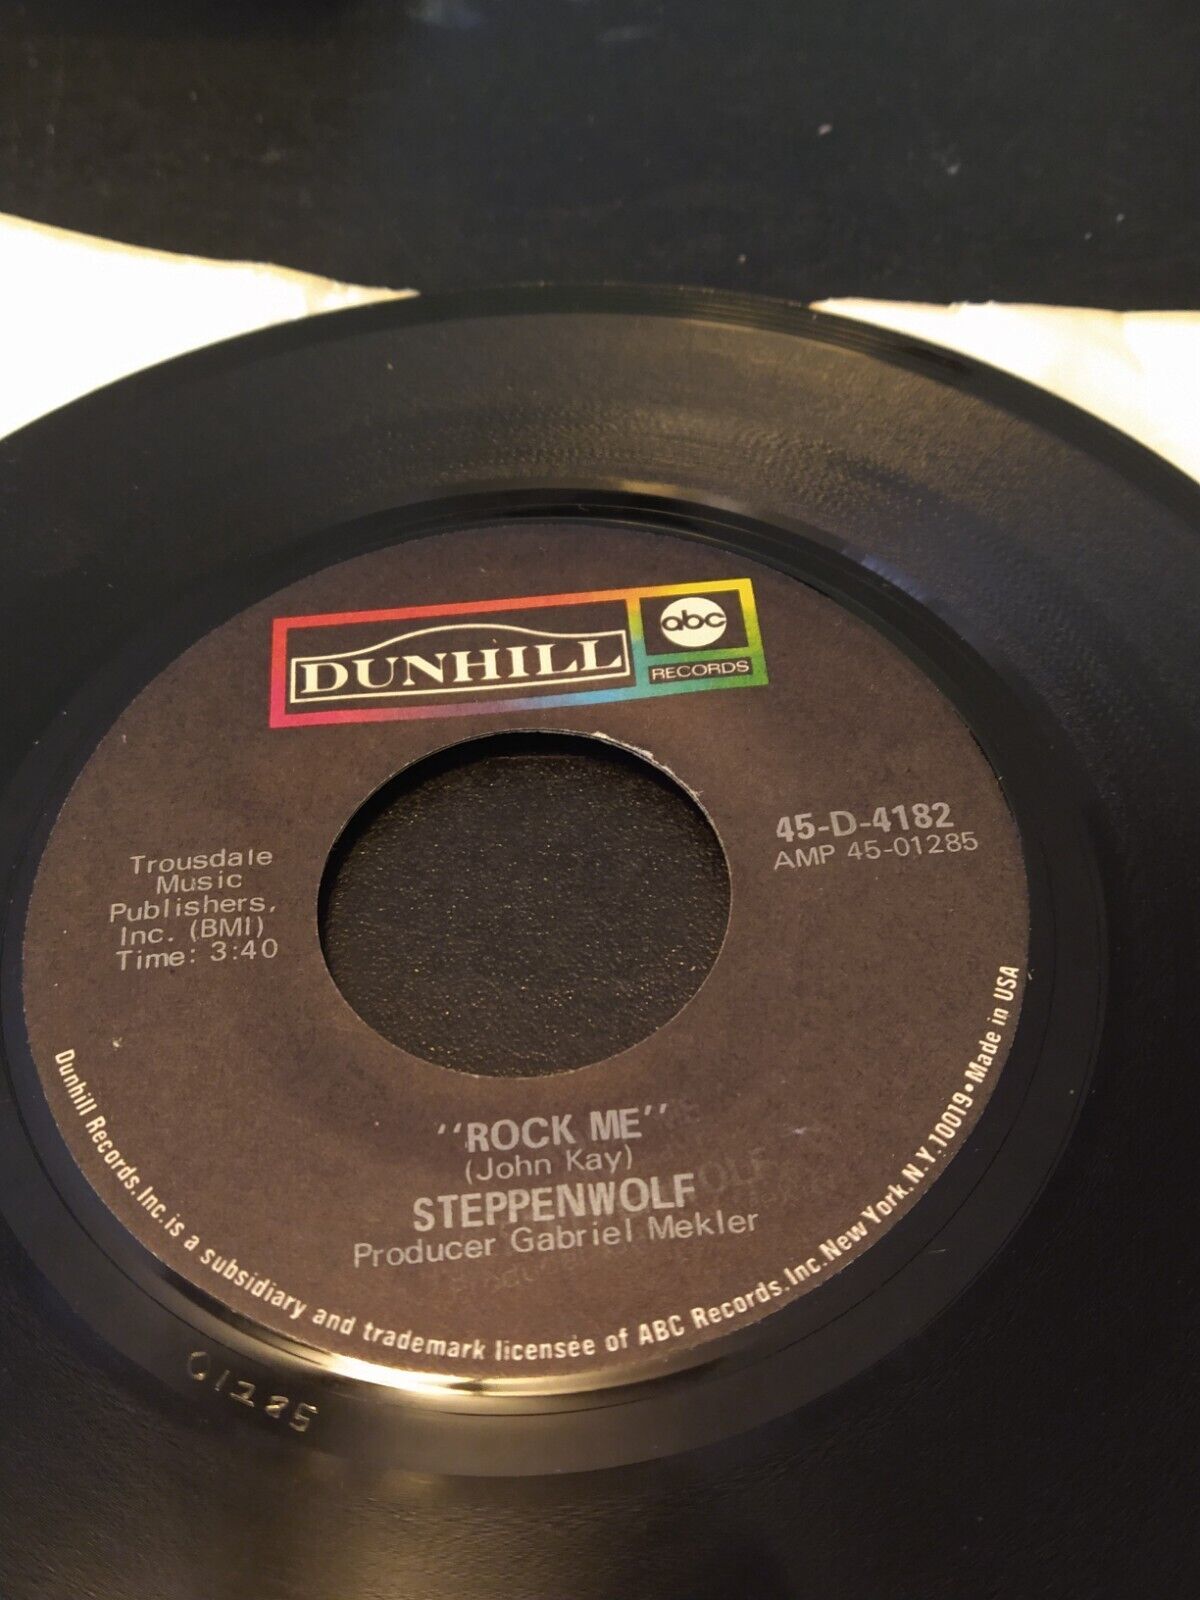 DUNHILL
abc
RECORDS
45-D-4182
AMP 45-01285
Trousdale
Music
Publishers,
Inc. (BMI)
Time: 3:40
"ROCK ME"
(John Kay)
STEPPENWOLF
Producer Gabriel Mekler
Dunhill Records, Inc. is a subsidiary and trademark licensee of ABC Records, Inc. New York, N.Y. 10019 • Made in USA
01285